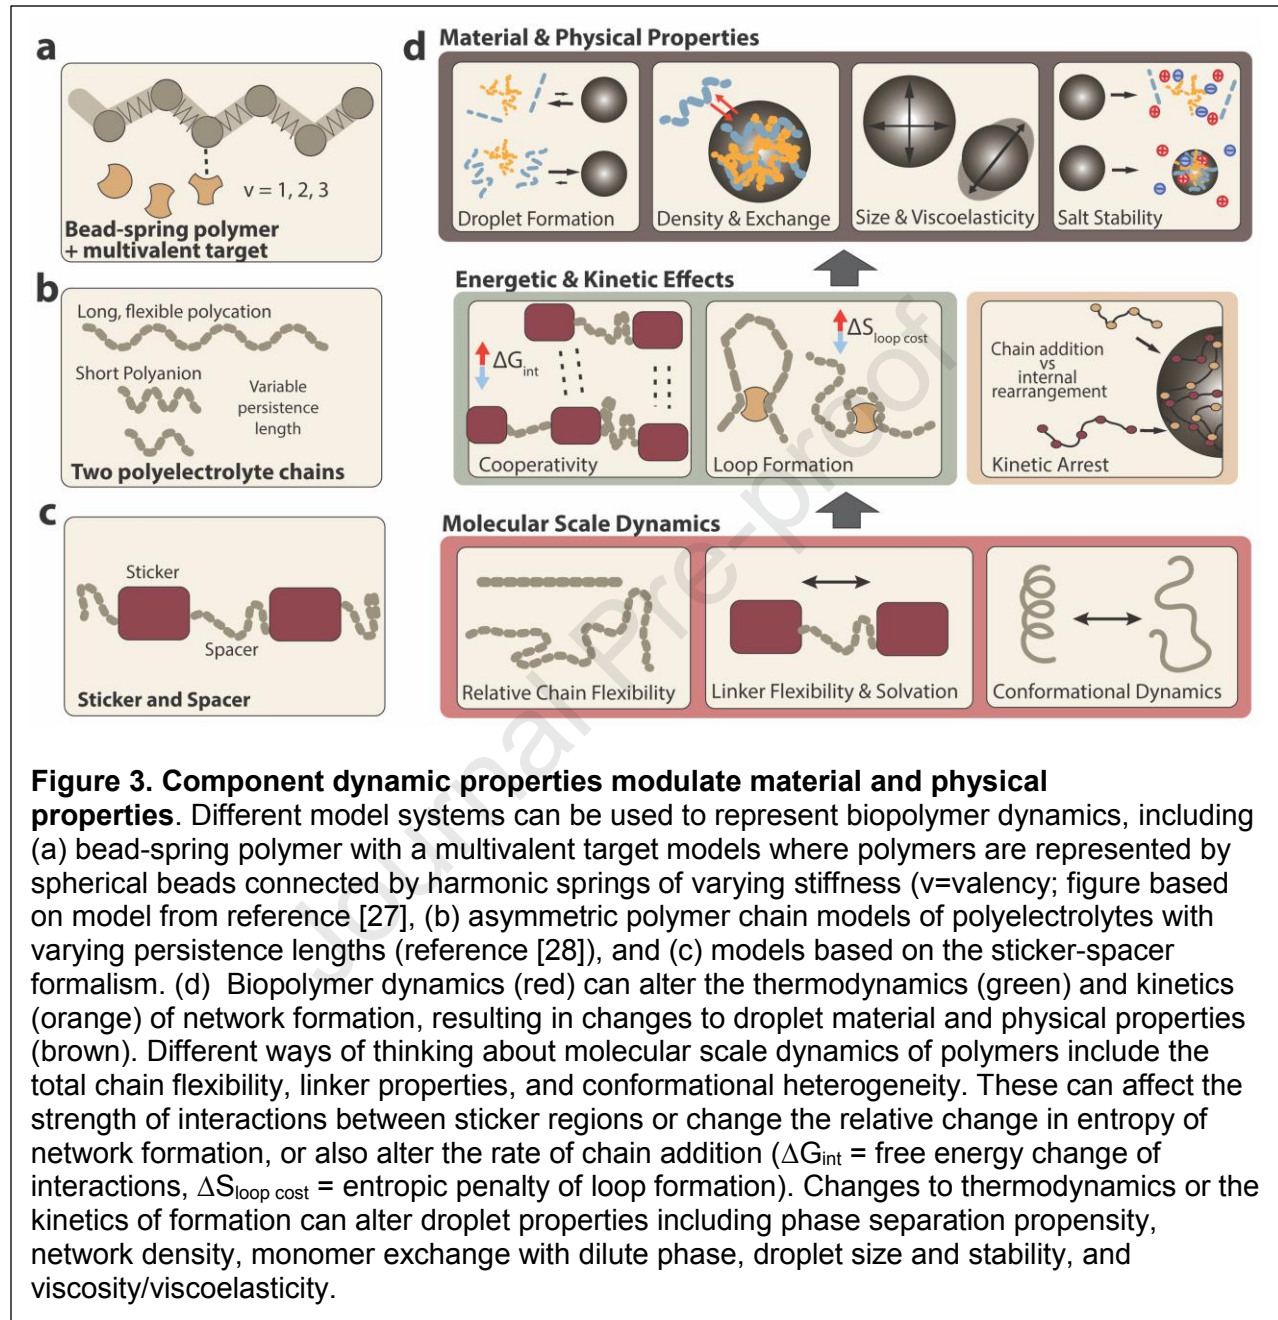 a
v = 1, 2, 3
Bead-spring polymer
+ multivalent target
b
Long, flexible polycation
Short Polyanion
Variable
persistence
length
Two polyelectrolyte chains
c
Sticker
Spacer
Sticker and Spacer
d
Material & Physical Properties
Droplet Formation
Density & Exchange
Size & Viscoelasticity
Salt Stability
Energetic & Kinetic Effects
ΔG int
Cooperativity
ΔS loop cost
Loop Formation
Chain addition
vs
internal
rearrangement
Kinetic Arrest
Molecular Scale Dynamics
Relative Chain Flexibility
Linker Flexibility & Solvation
Conformational Dynamics
Journal Pre-proof
Figure 3. Component dynamic properties modulate material and physical
properties. Different model systems can be used to represent biopolymer dynamics, including
(a) bead-spring polymer with a multivalent target models where polymers are represented by
spherical beads connected by harmonic springs of varying stiffness (v=valency; figure based
on model from reference [27], (b) asymmetric polymer chain models of polyelectrolytes with
varying persistence lengths (reference [28]), and (c) models based on the sticker-spacer
formalism. (d) Biopolymer dynamics (red) can alter the thermodynamics (green) and kinetics
(orange) of network formation, resulting in changes to droplet material and physical properties
(brown). Different ways of thinking about molecular scale dynamics of polymers include the
total chain flexibility, linker properties, and conformational heterogeneity. These can affect the
strength of interactions between sticker regions or change the relative change in entropy of
network formation, or also alter the rate of chain addition (ΔGint = free energy change of
interactions, ΔSloop cost = entropic penalty of loop formation). Changes to thermodynamics or the
kinetics of formation can alter droplet properties including phase separation propensity,
network density, monomer exchange with dilute phase, droplet size and stability, and
viscosity/viscoelasticity.